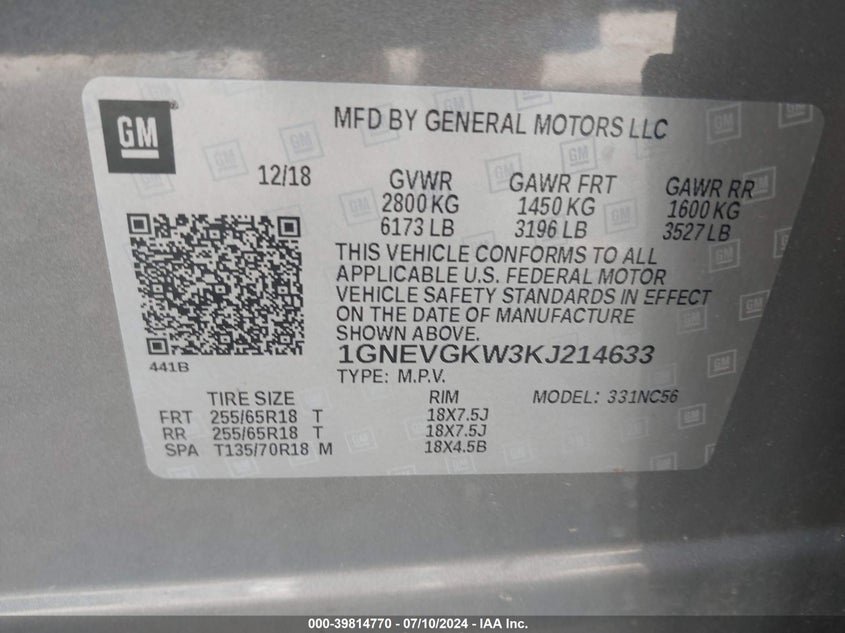 GM
MFD BY GENERAL MOTORS LLC
12/18 GVWR GAWR FRT GAWR RR
2800 KG 1450 KG 1600 KG
6173 LB 3196 LB 3527 LB
THIS VEHICLE CONFORMS TO ALL
APPLICABLE U.S. FEDERAL MOTOR
VEHICLE SAFETY STANDARDS IN EFFECT
ON THE DATE OF MANUFACTURE
SHOWN ABOVE.
441B
1GNEVGKW3KJ214633
TYPE: M.P.V.
TIRE SIZE RIM MODEL: 331NC56
FRT 255/65R18 T 18X7.5J
RR 255/65R18 T 18X7.5J
SPA T135/70R18 M 18X4.5B
000-39814770 - 07/10/2024 - IAA Inc.